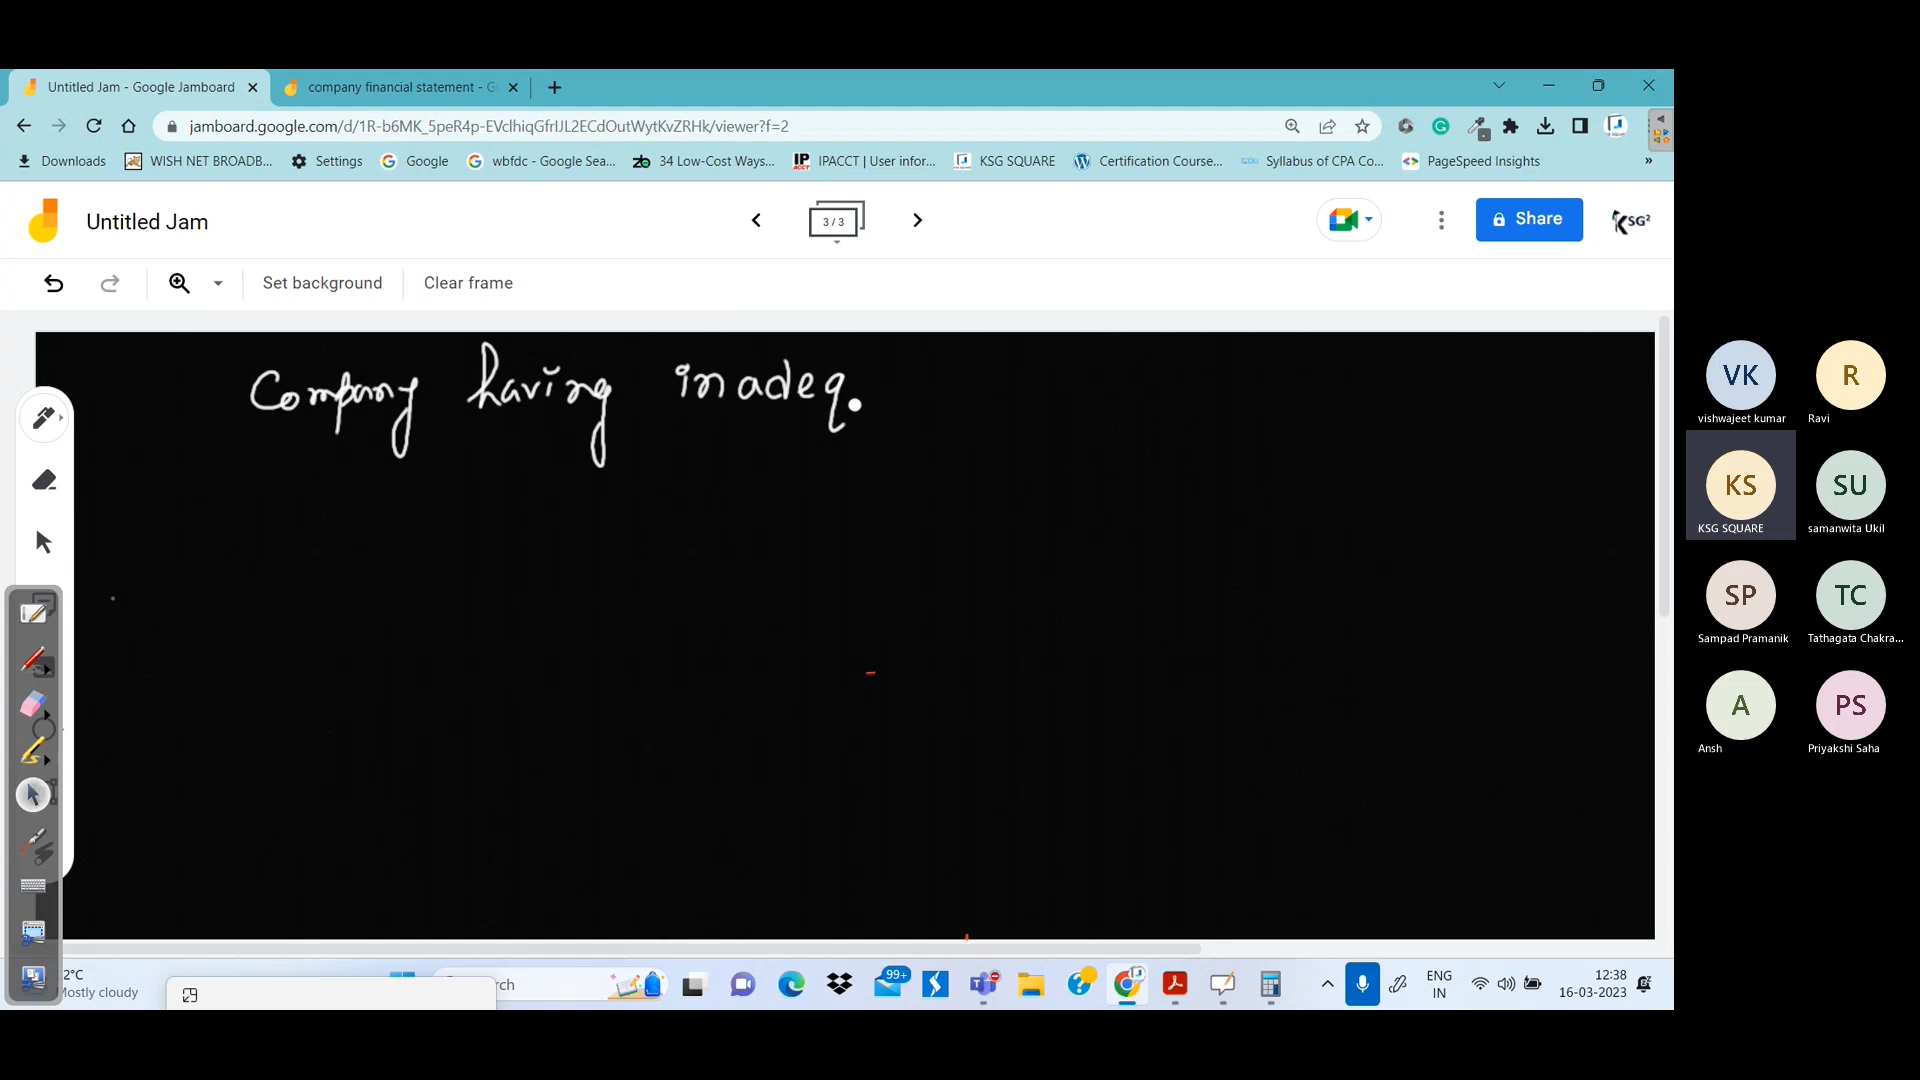 Untitled Jam - Google Jamboard
company financial statement - G
jamboard.google.com/d/1R-b6MK_5peR4p-EVclhiqGfrIJL2ECdOutWytKvZRHk/viewer?f=2
Downloads WISH NET BROADB... Settings Google wbfdc - Google Sea... 34 Low-Cost Ways... IPACCT | User infor... KSG SQUARE Certification Course... Syllabus of CPA Co... PageSpeed Insights »
Untitled Jam
3 / 3
Share
KSG²
Set background
Clear frame
Company having inadeq.
VK
vishwajeet kumar
R
Ravi
KS
KSG SQUARE
SU
samanwita Ukil
SP
Sampad Pramanik
TC
Tathagata Chakra...
A
Ansh
PS
Priyakshi Saha
2°C
Mostly cloudy
rch
99+
ENG
IN
12:38
16-03-2023